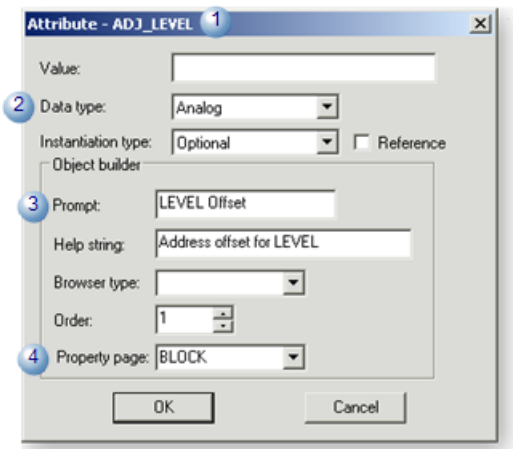 Attribute - ADJ_LEVEL 1
Value:
2 Data type: Analog
Instantiation type: Optional Reference
Object builder
3 Prompt: LEVEL Offset
Help string: Address offset for LEVEL
Browser type:
Order: 1
4 Property page: BLOCK
OK Cancel